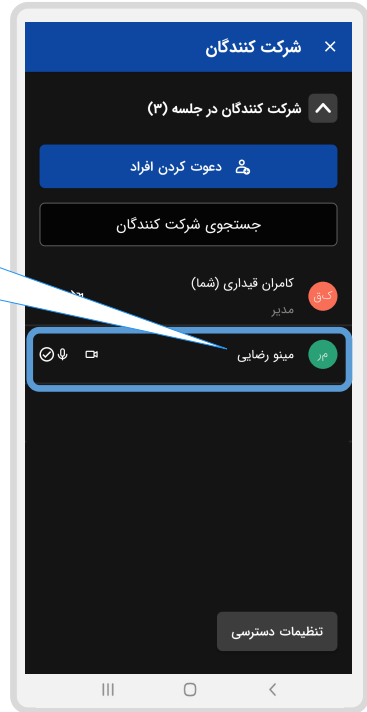 شرکت کنندگان
شرکت کنندگان در جلسه (۳)
دعوت کردن افراد
جستجوی شرکت کنندگان
ک‌ق
کامران قیداری (شما)
مدیر
م‌ر
مینو رضایی
تنظیمات دسترسی